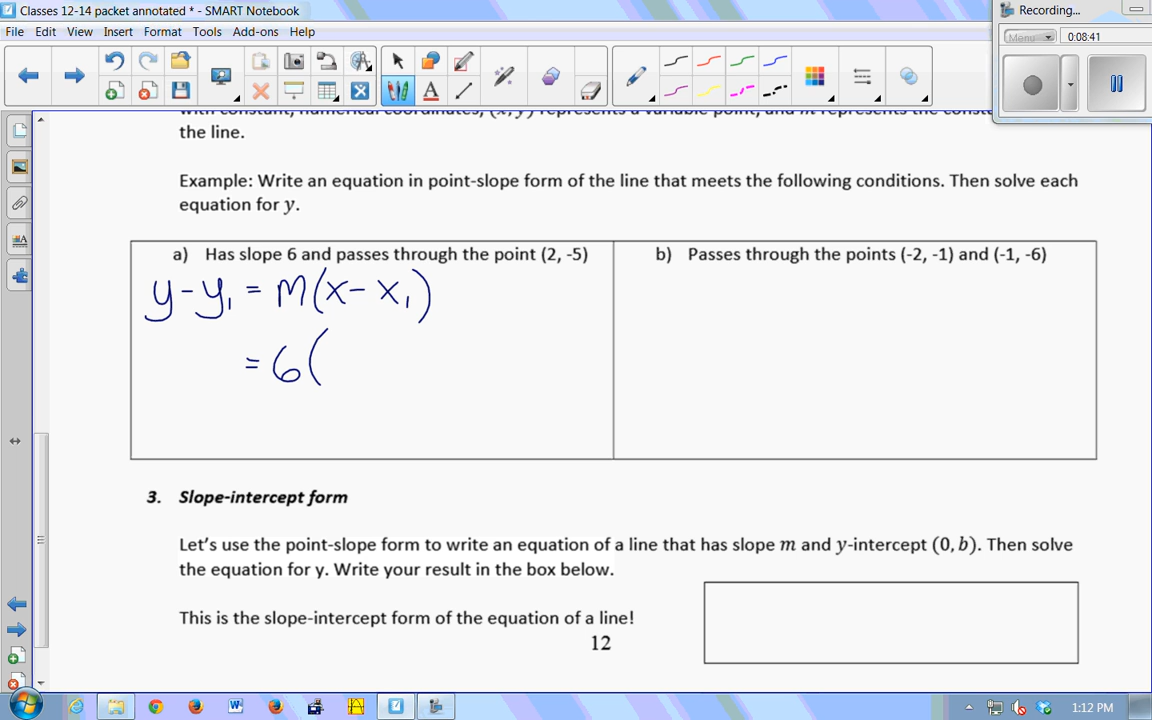 Classes 12-14 packet annotated * - SMART Notebook
Recording...
File Edit View Insert Format Tools Add-ons Help
Menu
0:08:41
the line.
Example: Write an equation in point-slope form of the line that meets the following conditions. Then solve each
equation for y.
a) Has slope 6 and passes through the point (2, -5)
y - y₁ = m(x - x₁)
= 6(
b) Passes through the points (-2, -1) and (-1, -6)
3. Slope-intercept form
Let's use the point-slope form to write an equation of a line that has slope m and y-intercept (0, b). Then solve
the equation for y. Write your result in the box below.
This is the slope-intercept form of the equation of a line!
12
1:12 PM